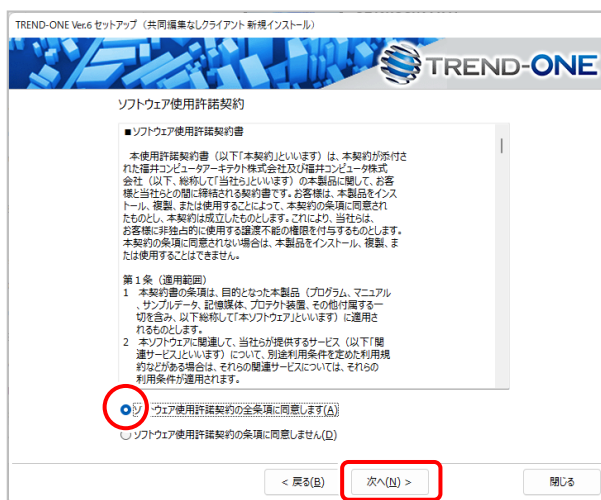 TREND-ONE Ver.6 セットアップ（共同編集なしクライアント 新規インストール）
TREND-ONE
ソフトウェア使用許諾契約
■ソフトウェア使用許諾契約書
本使用許諾契約書（以下「本契約」といいます）は、本契約が添付さ
れた福井コンピュータアーキテクト株式会社及び福井コンピュータ株式
会社（以下、総称して「当社ら」といいます）の本製品に関して、お客
様と当社らとの間に締結される契約書です。お客様は、本製品をインス
トール、複製、または使用することによって、本契約の条項に同意され
たものとし、本契約は成立したものとします。これにより、当社らは、
お客様に非独占的に使用する譲渡不能の権限を付与するものとします。
本契約の条項に同意されない場合は、本製品をインストール、複製、ま
たは使用することはできません。
第１条（適用範囲）
1 本契約書の条項は、目的となった本製品（プログラム、マニュアル
、サンプルデータ、記憶媒体、プロテクト装置、その他付属する一
切を含み、以下総称して「本ソフトウェア」といいます）に適用さ
れるものとします。
2 本ソフトウェアに関連して、当社らが提供するサービス（以下「関
連サービス」といいます）について、別途利用条件を定めた利用規
約などがある場合は、それらの関連サービスについては、それらの
利用条件が適用されます。
ソフトウェア使用許諾契約の全条項に同意します(A)
ソフトウェア使用許諾契約の条項に同意しません(D)
< 戻る(B) 次へ(N) > 閉じる